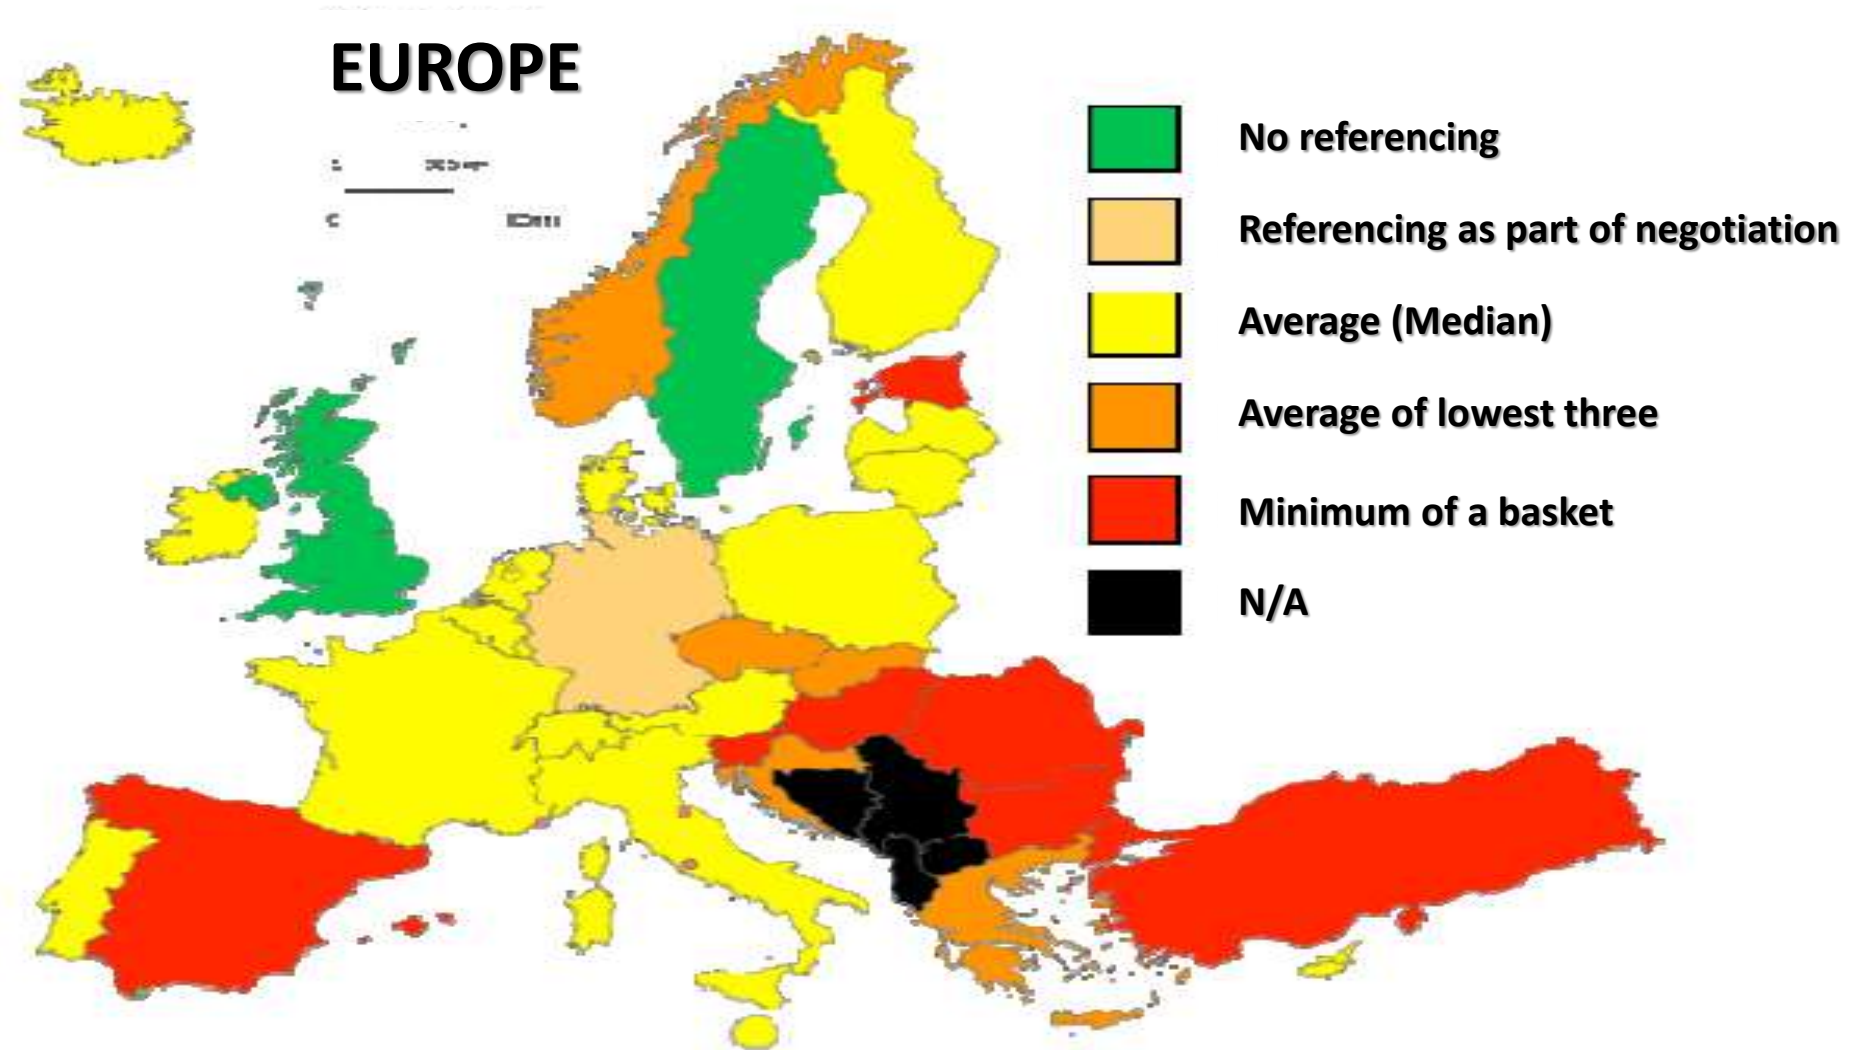 EUROPE
No referencing
Referencing as part of negotiation
Average (Median)
Average of lowest three
Minimum of a basket
N/A